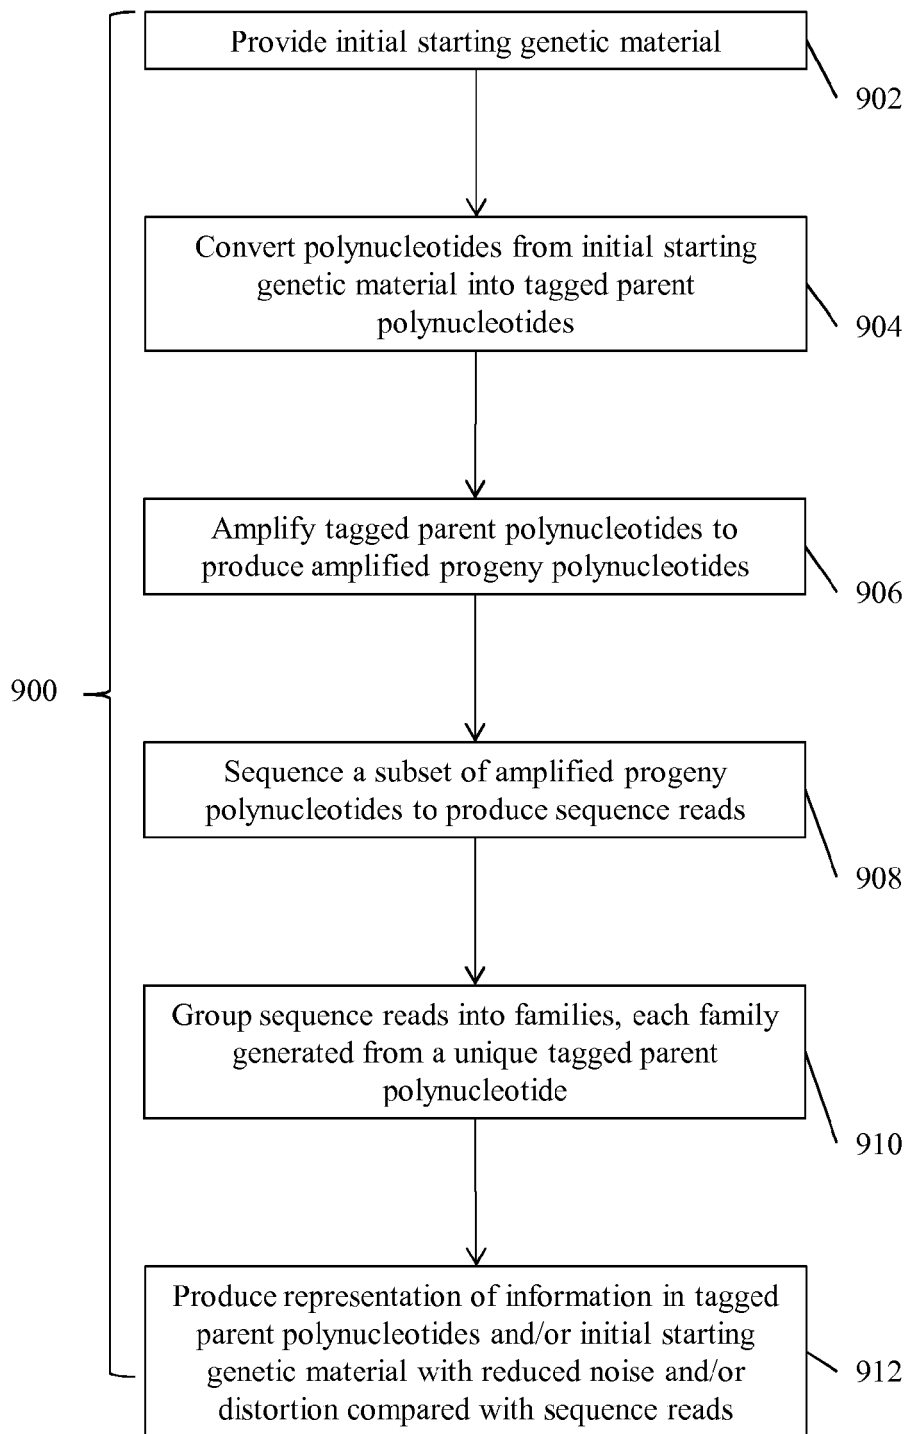 Provide initial starting genetic material
902
Convert polynucleotides from initial starting
genetic material into tagged parent
polynucleotides
904
Amplify tagged parent polynucleotides to
produce amplified progeny polynucleotides
906
900
Sequence a subset of amplified progeny
polynucleotides to produce sequence reads
908
Group sequence reads into families, each family
generated from a unique tagged parent
polynucleotide
910
Produce representation of information in tagged
parent polynucleotides and/or initial starting
genetic material with reduced noise and/or
distortion compared with sequence reads
912